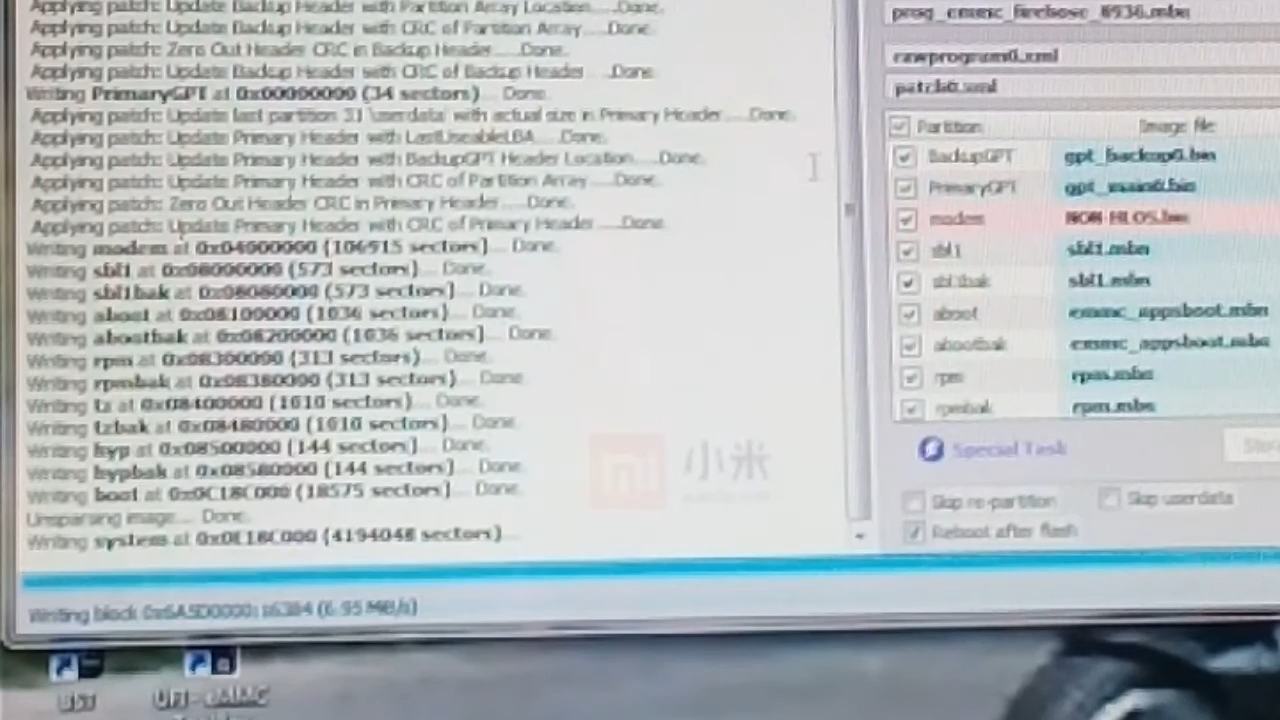 Applying patch: Update Backup Header with Partition Array Location.....Done.
Applying patch: Update Backup Header with CRC of Partition Array.....Done.
Applying patch: Zero Out Header CRC in Backup Header.....Done.
Applying patch: Update Backup Header with CRC of Backup Header.....Done.
Writing PrimaryGPT at 0x00000000 (34 sectors)... Done.
Applying patch: Update last partition 31 'userdata' with actual size in Primary Header.....Done.
Applying patch: Update Primary Header with LastUseableLBA.....Done.
Applying patch: Update Primary Header with BackupGPT Header Location.....Done.
Applying patch: Update Primary Header with CRC of Partition Array.....Done.
Applying patch: Zero Out Header CRC in Primary Header.....Done.
Applying patch: Update Primary Header with CRC of Primary Header.....Done.
Writing modem at 0x04000000 (106915 sectors)... Done.
Writing sbl1 at 0x08000000 (573 sectors)... Done.
Writing sbl1bak at 0x08080000 (573 sectors)... Done.
Writing aboot at 0x08100000 (1036 sectors)... Done.
Writing abootbak at 0x08200000 (1036 sectors)... Done.
Writing rpm at 0x08300000 (313 sectors)... Done.
Writing rpmbak at 0x08380000 (313 sectors)... Done.
Writing tz at 0x08400000 (1010 sectors)... Done.
Writing tzbak at 0x08480000 (1010 sectors)... Done.
Writing hyp at 0x08500000 (144 sectors)... Done.
Writing hypbak at 0x08580000 (144 sectors)... Done.
Writing boot at 0x0C18C000 (18575 sectors)... Done.
Unsparsing image.... Done.
Writing system at 0x0E18C000 (4194048 sectors)...
Writing block 0x6A5D0000: 16384 (6.95 MB/s)
mi 小米
prog_emmc_firehose_8936.mbn
rawprogram0.xml
patch0.xml
Partition Image file
BackupGPT gpt_backup0.bin
PrimaryGPT gpt_main0.bin
modem NON-HLOS.bin
sbl1 sbl1.mbn
sbl1bak sbl1.mbn
aboot emmc_appsboot.mbn
abootbak emmc_appsboot.mbn
rpm rpm.mbn
rpmbak rpm.mbn
Special Task
Skip re-partition Skip userdata
Reboot after flash